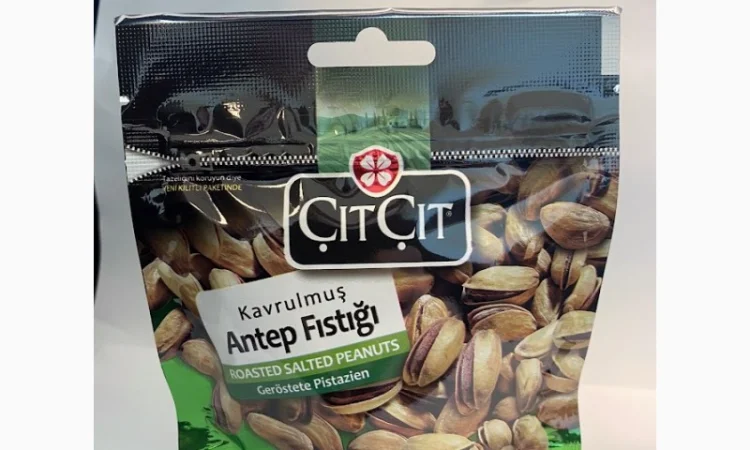 Tazeliğini koruyun diye
YENİ KİLİTLİ PAKETİNDE
ÇITÇIT
Kavrulmuş
Antep Fıstığı
ROASTED SALTED PEANUTS
Geröstete Pistazien